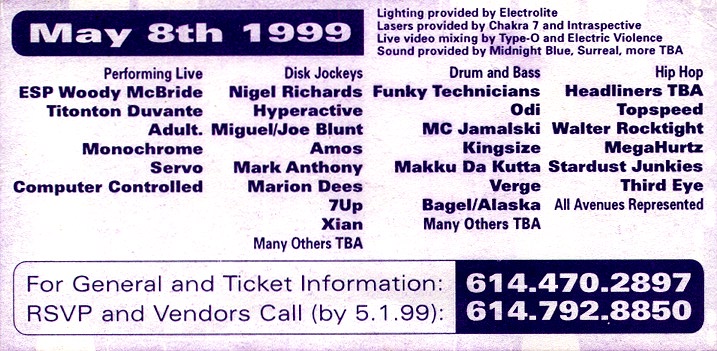 May 8th 1999
Lighting provided by Electrolite
Lasers provided by Chakra 7 and Intraspective
Live video mixing by Type-O and Electric Violence
Sound provided by Midnight Blue, Surreal, more TBA
Performing Live
ESP Woody McBride
Titonton Duvante
Adult.
Monochrome
Servo
Computer Controlled
Disk Jockeys
Nigel Richards
Hyperactive
Miguel/Joe Blunt
Amos
Mark Anthony
Marion Dees
7Up
Xian
Many Others TBA
Drum and Bass
Funky Technicians
Odi
MC Jamalski
Kingsize
Makku Da Kutta
Verge
Bagel/Alaska
Many Others TBA
Hip Hop
Headliners TBA
Topspeed
Walter Rocktight
MegaHurtz
Stardust Junkies
Third Eye
All Avenues Represented
For General and Ticket Information: 614.470.2897
RSVP and Vendors Call (by 5.1.99): 614.792.8850